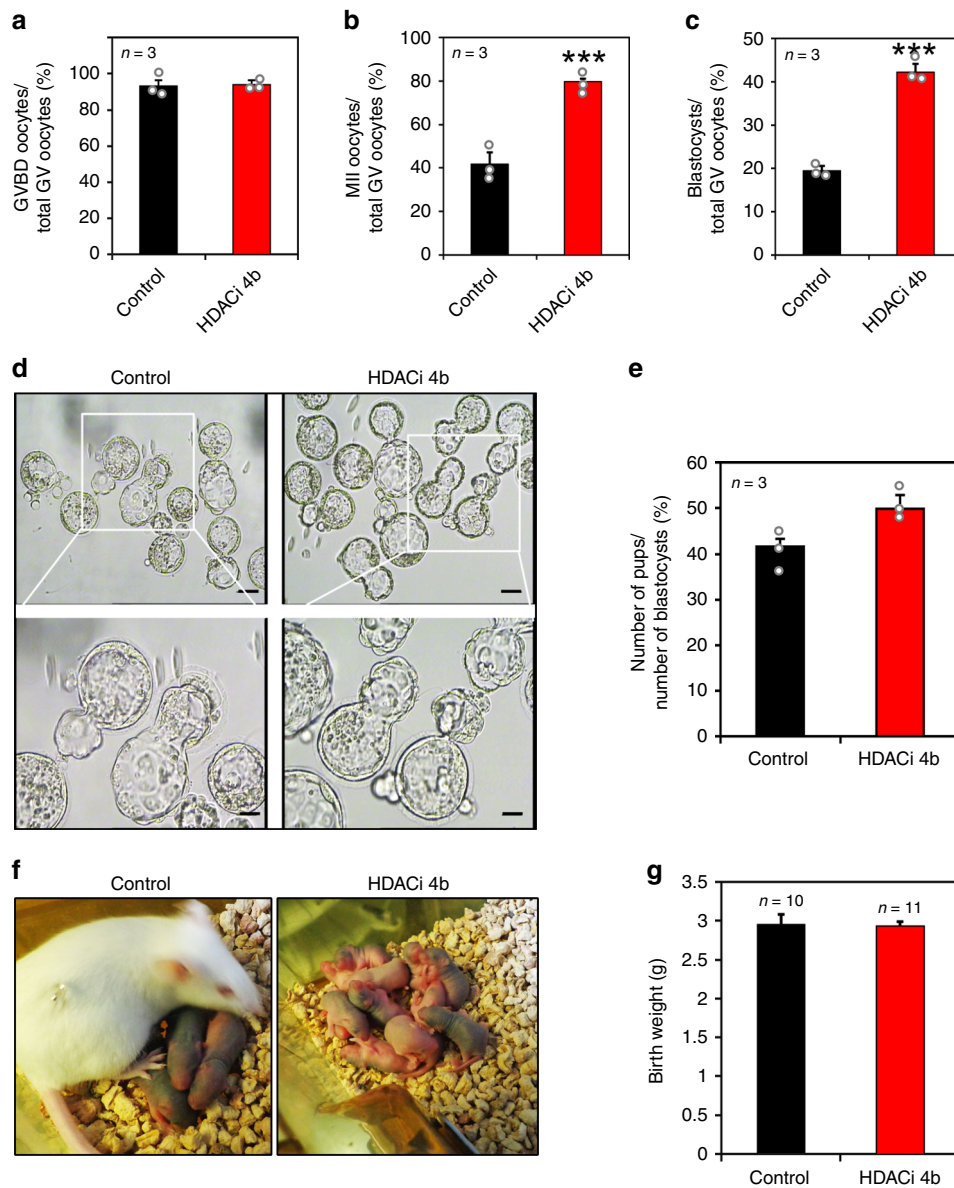 a
n = 3
GVBD oocytes/
total GV oocytes (%)
100
80
60
40
20
0
Control
HDACi 4b
b
n = 3
***
MII oocytes/
total GV oocytes (%)
100
80
60
40
20
0
Control
HDACi 4b
c
n = 3
***
Blastocysts/
total GV oocytes (%)
50
40
30
20
10
0
Control
HDACi 4b
d
Control
HDACi 4b
e
n = 3
Number of pups/
number of blastocysts (%)
60
50
40
30
20
10
0
Control
HDACi 4b
f
Control
HDACi 4b
g
n = 10
n = 11
Birth weight (g)
3.5
3
2.5
2
1.5
1
0.5
0
Control
HDACi 4b